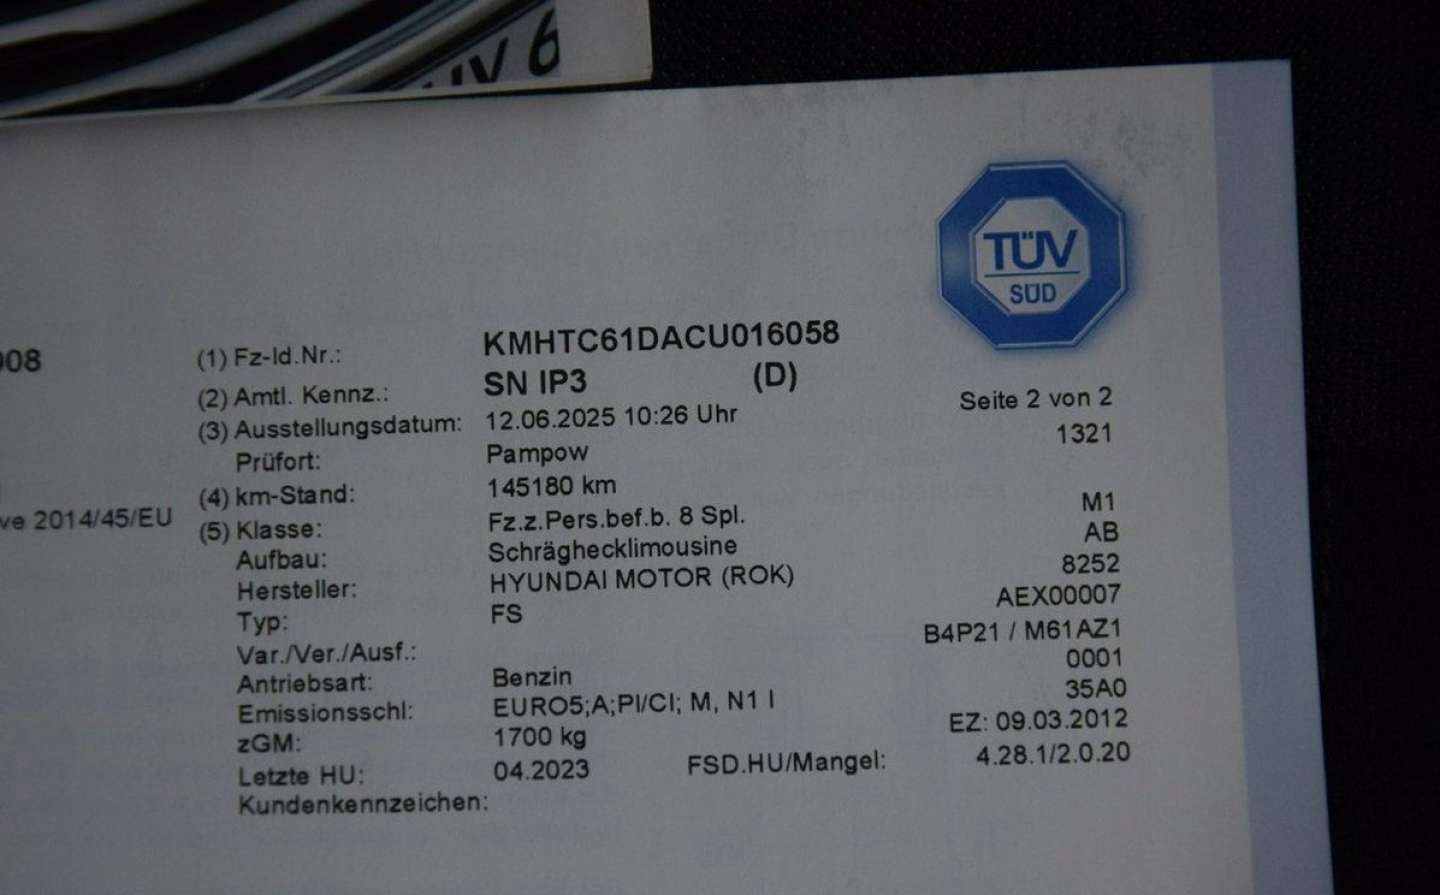 TÜV 6
TÜV
SÜD
008
(1) Fz-Id.Nr.: KMHTC61DACU016058
(2) Amtl. Kennz.: SN IP3 (D)
(3) Ausstellungsdatum: 12.06.2025 10:26 Uhr Seite 2 von 2
Prüfort: Pampow 1321
(4) km-Stand: 145180 km
ve 2014/45/EU
(5) Klasse: Fz.z.Pers.bef.b. 8 Spl. M1
Aufbau: Schräghecklimousine AB
Hersteller: HYUNDAI MOTOR (ROK) 8252
Typ: FS AEX00007
Var./Ver./Ausf.: B4P21 / M61AZ1
Antriebsart: Benzin 0001
Emissionsschl: EURO5;A;PI/CI; M, N1 I 35A0
zGM: 1700 kg EZ: 09.03.2012
Letzte HU: 04.2023 FSD.HU/Mangel: 4.28.1/2.0.20
Kundenkennzeichen: